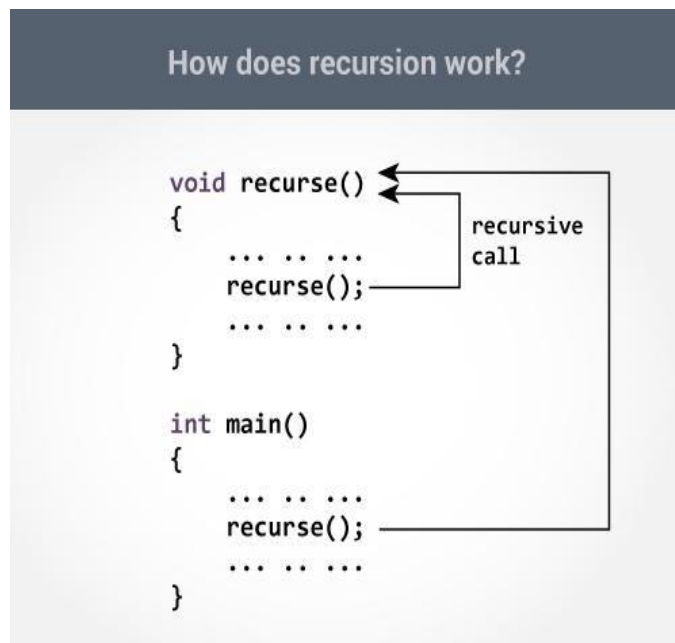 How does recursion work?
void recurse()
{
... .. ...
recurse();
... .. ...
}
recursive
call
int main()
{
... .. ...
recurse();
... .. ...
}